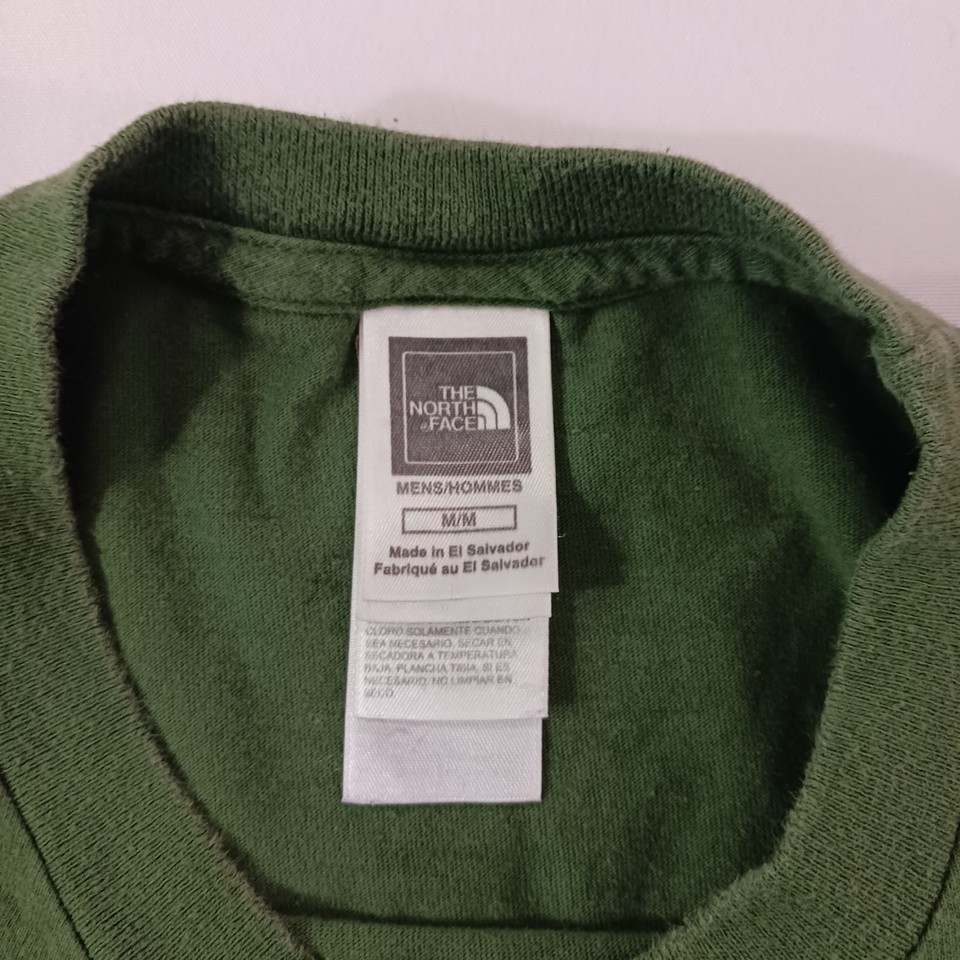 THE
NORTH
FACE
MENS/HOMMES
M/M
Made in El Salvador
Fabriqué au El Salvador
CLORO SOLAMENTE CUANDO
SEA NECESARIO. SECAR EN
SECADORA A TEMPERATURA
BAJA. PLANCHA TIBIA, SI ES
NECESARIO. NO LIMPIAR EN
SECO.